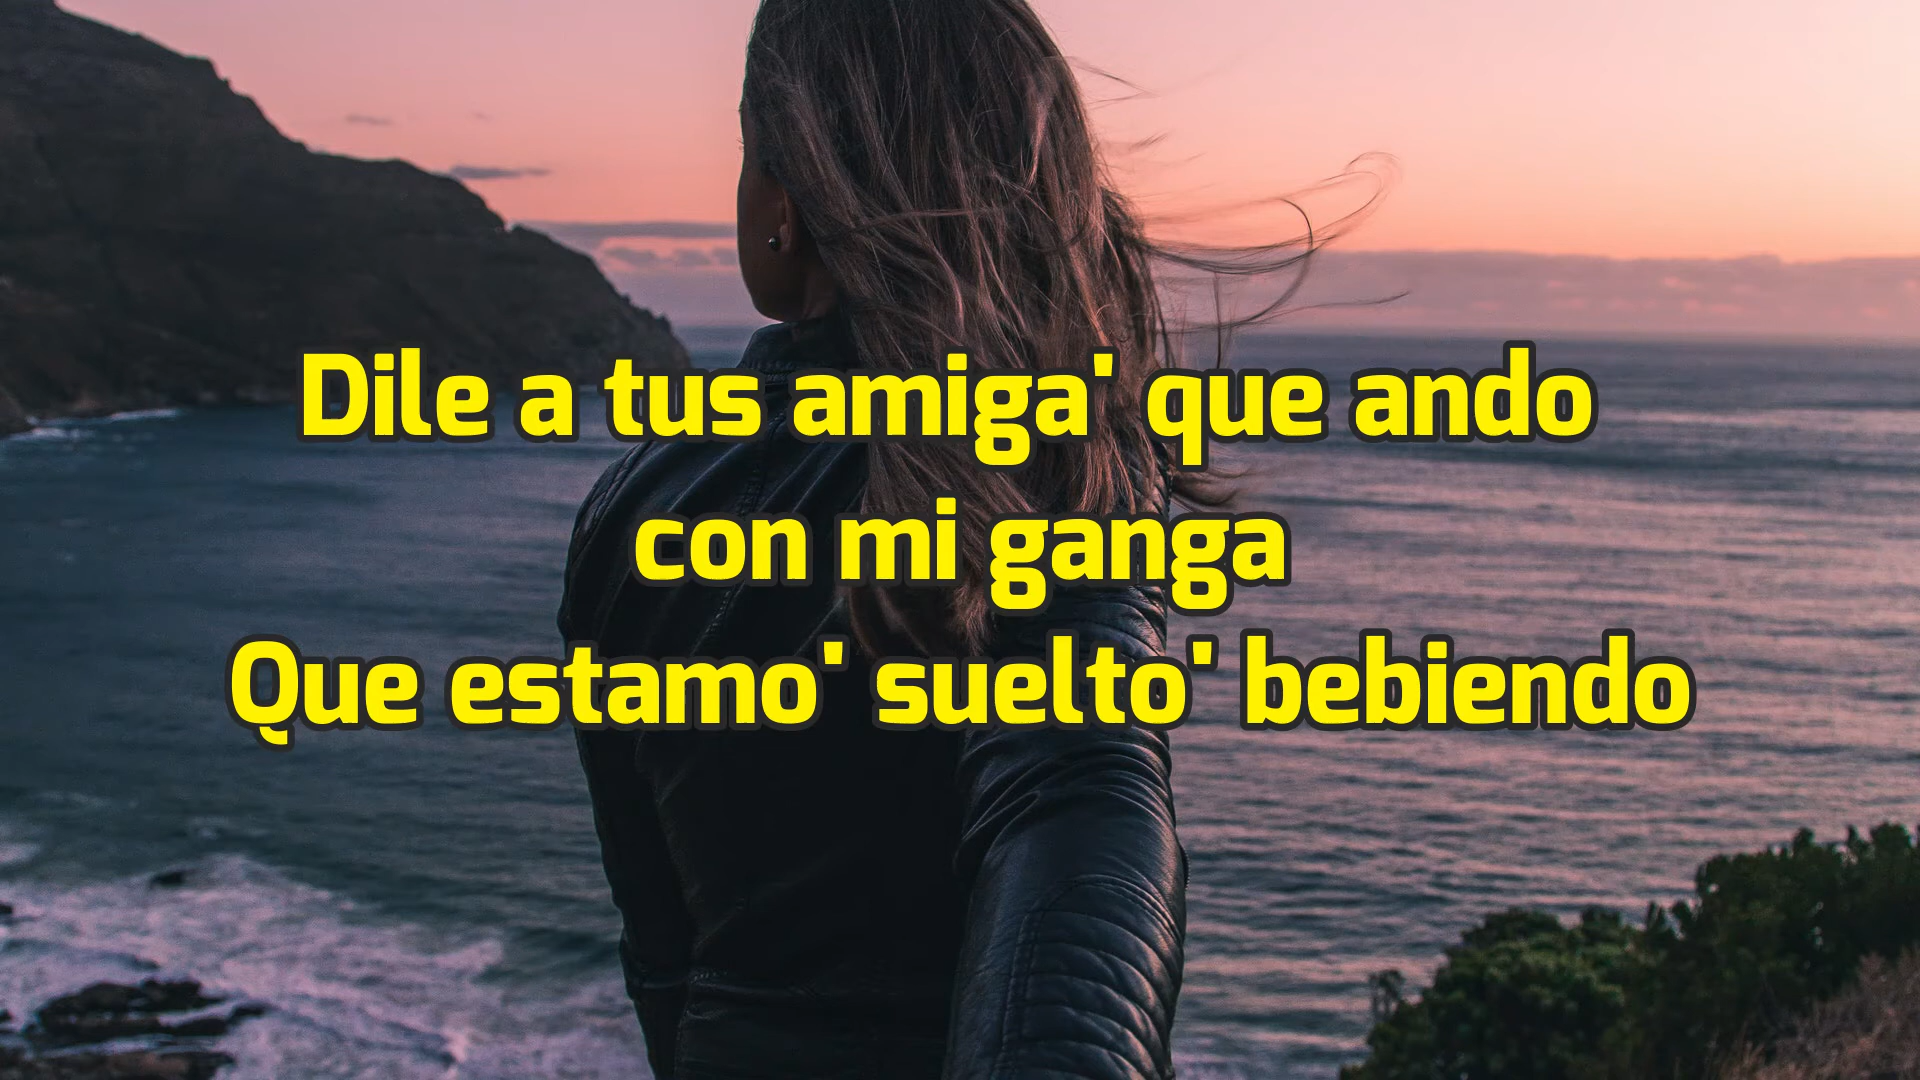 Dile a tus amiga' que ando
con mi ganga
Que estamo' suelto' bebiendo